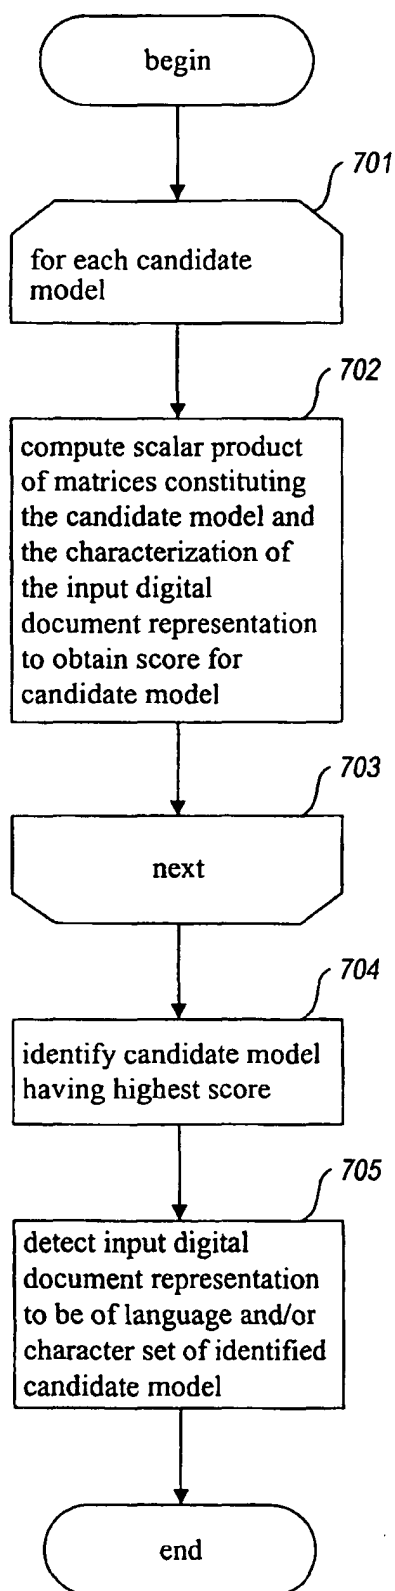 begin
701
for each candidate
model
702
compute scalar product
of matrices constituting
the candidate model and
the characterization of
the input digital
document representation
to obtain score for
candidate model
703
next
704
identify candidate model
having highest score
705
detect input digital
document representation
to be of language and/or
character set of identified
candidate model
end